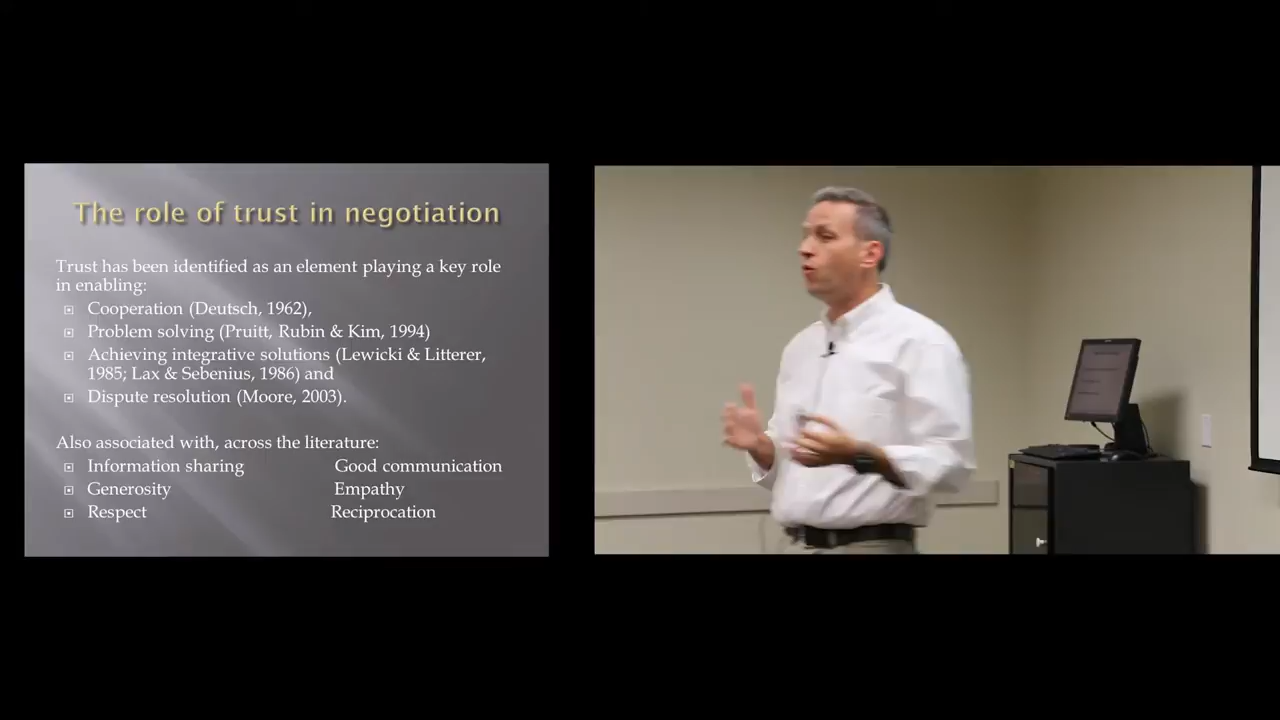 The role of trust in negotiation
Trust has been identified as an element playing a key role
in enabling:
Cooperation (Deutsch, 1962),
Problem solving (Pruitt, Rubin & Kim, 1994)
Achieving integrative solutions (Lewicki & Litterer,
1985; Lax & Sebenius, 1986) and
Dispute resolution (Moore, 2003).
Also associated with, across the literature:
Information sharing Good communication
Generosity Empathy
Respect Reciprocation